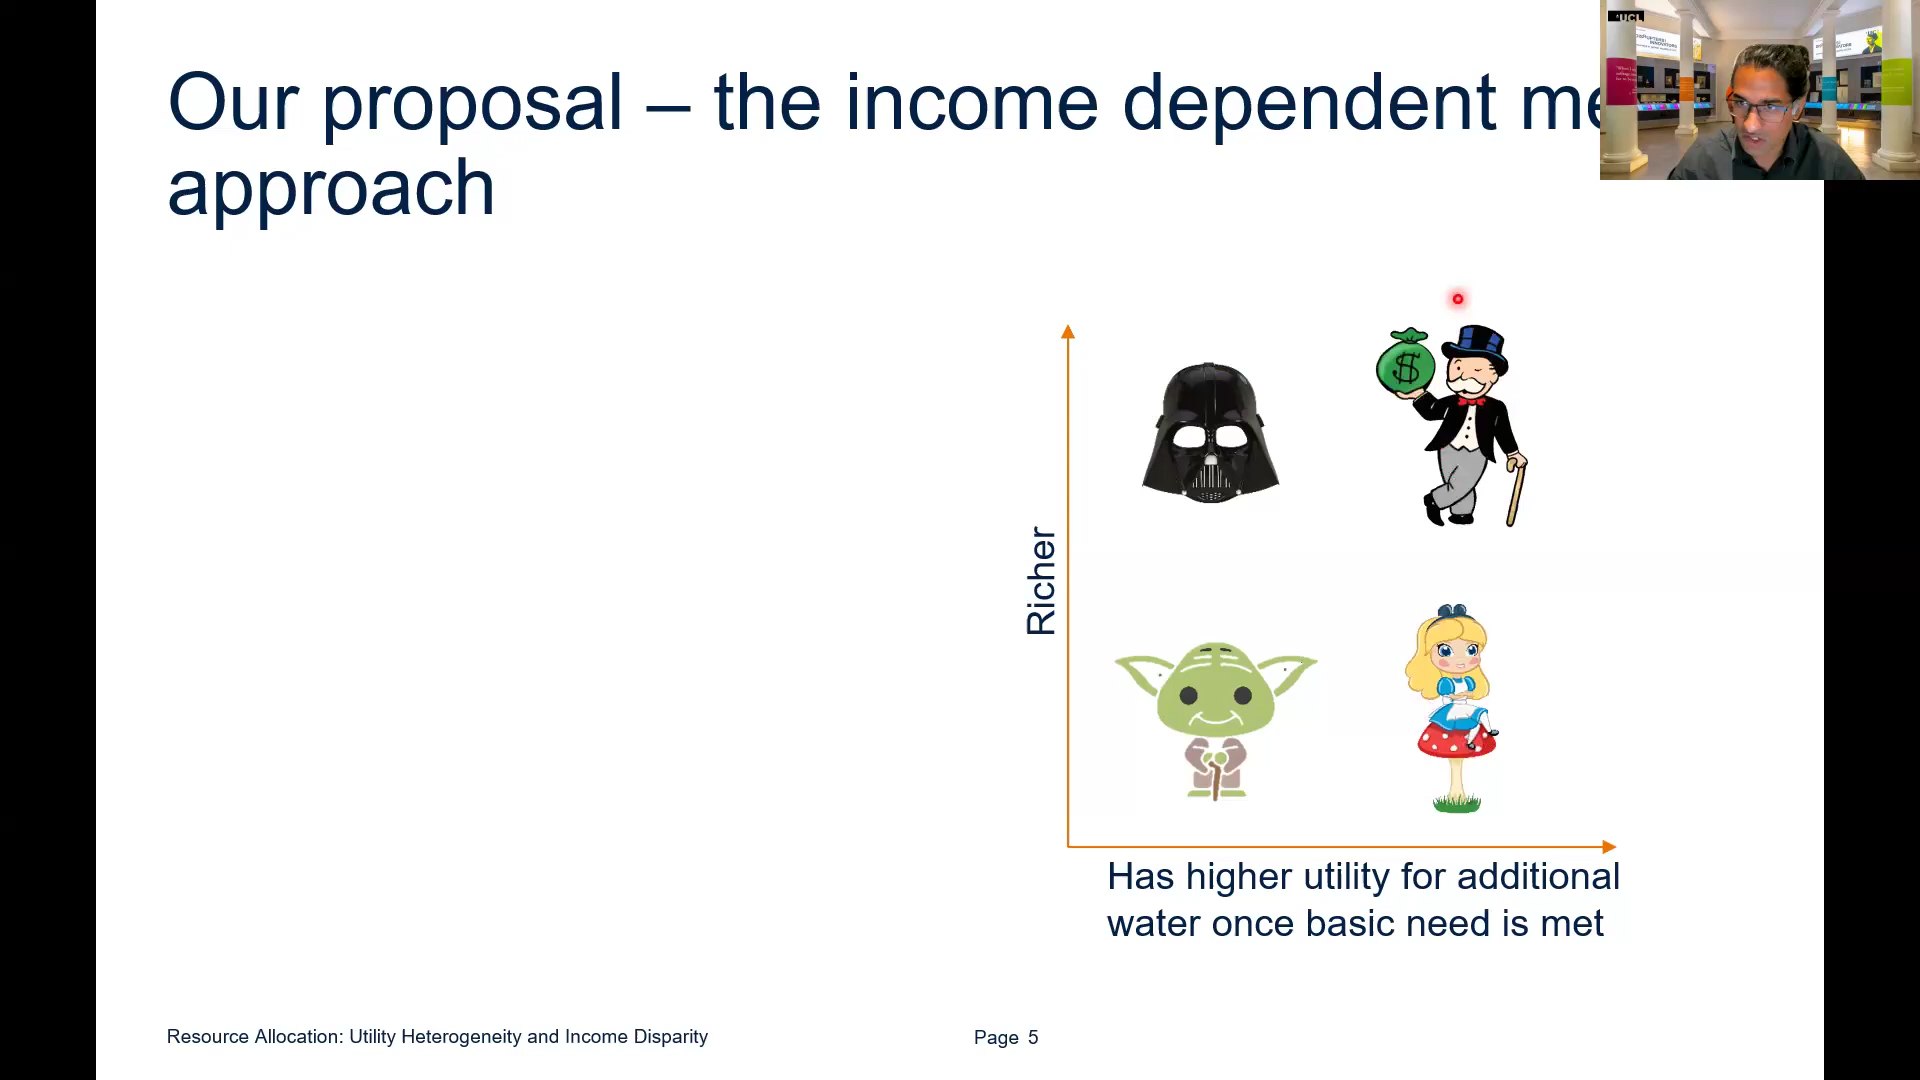 Our proposal – the income dependent
approach
UCL
$
Richer
Has higher utility for additional
water once basic need is met
Resource Allocation: Utility Heterogeneity and Income Disparity
Page 5